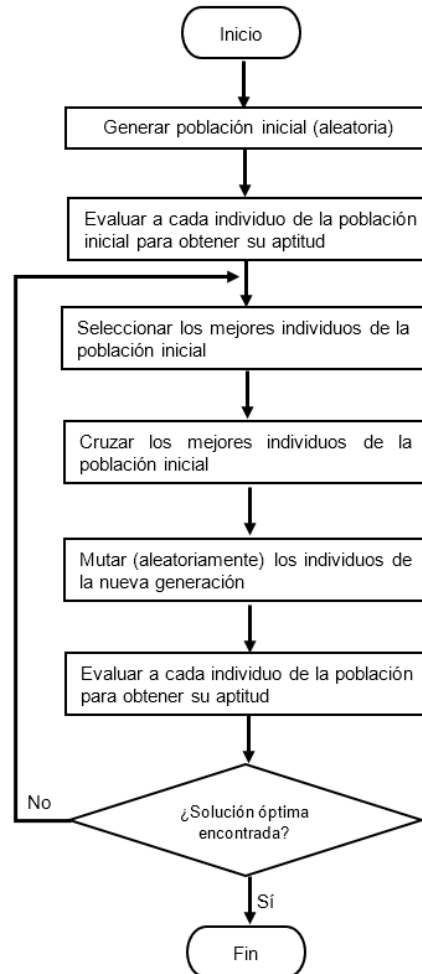 Inicio
Generar población inicial (aleatoria)
Evaluar a cada individuo de la población
inicial para obtener su aptitud
Seleccionar los mejores individuos de la
población inicial
Cruzar los mejores individuos de la
población inicial
Mutar (aleatoriamente) los individuos de
la nueva generación
Evaluar a cada individuo de la población
para obtener su aptitud
¿Solución óptima
encontrada?
No
Sí
Fin